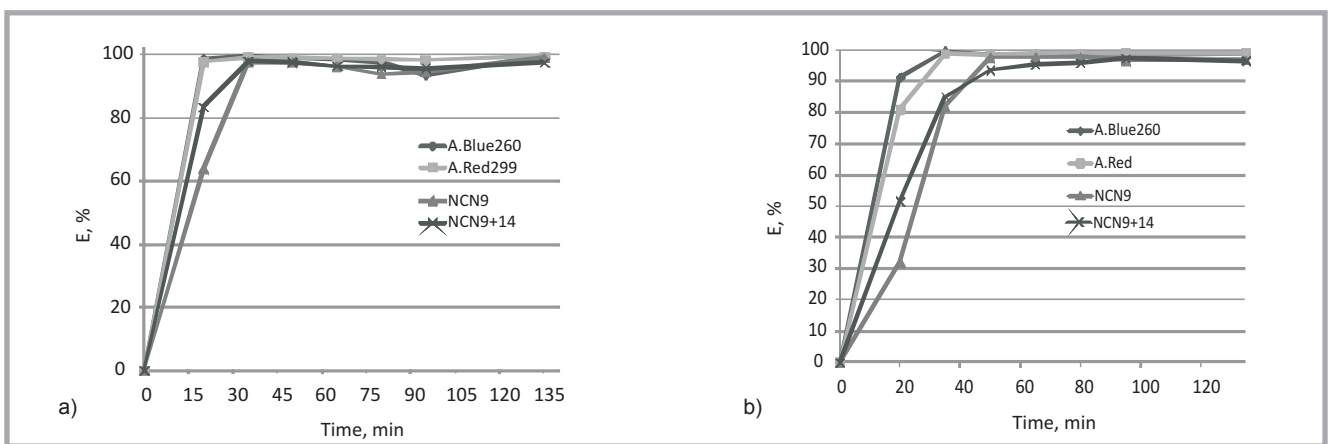 100
80
60
40
20
0
E, %
A.Blue260
A.Red299
NCN9
NCN9+14
0 15 30 45 60 75 90 105 120 135
Time, min
a)
100
90
80
70
60
50
40
30
20
10
0
E, %
A.Blue260
A.Red
NCN9
NCN9+14
0 20 40 60 80 100 120
Time, min
b)